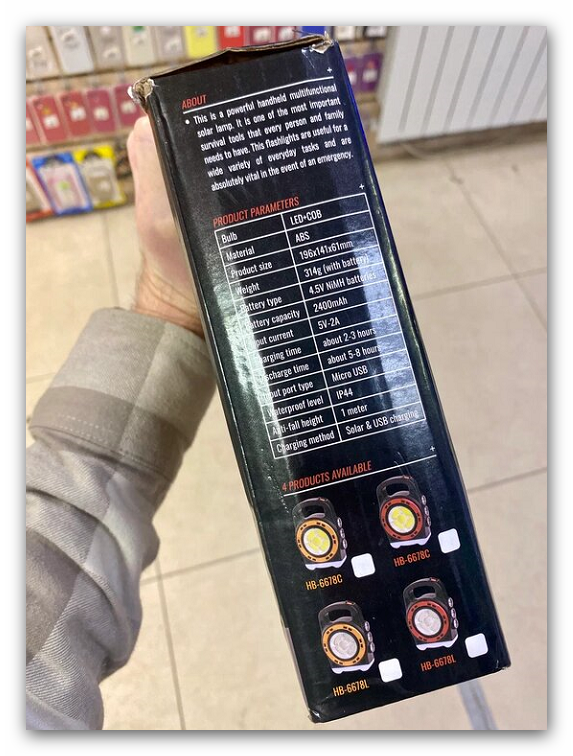 ABOUT
• This is a powerful handheld multifunctional
solar lamp. It is one of the most important
survival tools that every person and family
needs to have. This flashlights are useful for a
wide variety of everyday tasks and are
absolutely vital in the event of an emergency.
PRODUCT PARAMETERS
Bulb LED+COB
Material ABS
Product size 196x141x61mm
Weight 314g (with battery)
Battery type 4.5V NiMH batteries
Battery capacity 2400mAh
Input current 5V-2A
Charging time about 2-3 hours
Discharge time about 5-8 hours
Input port type Micro USB
Waterproof level IP44
Anti-fall height 1 meter
Charging method Solar & USB charging
4 PRODUCTS AVAILABLE
HB-6678C HB-6678C
HB-6678L HB-6678L